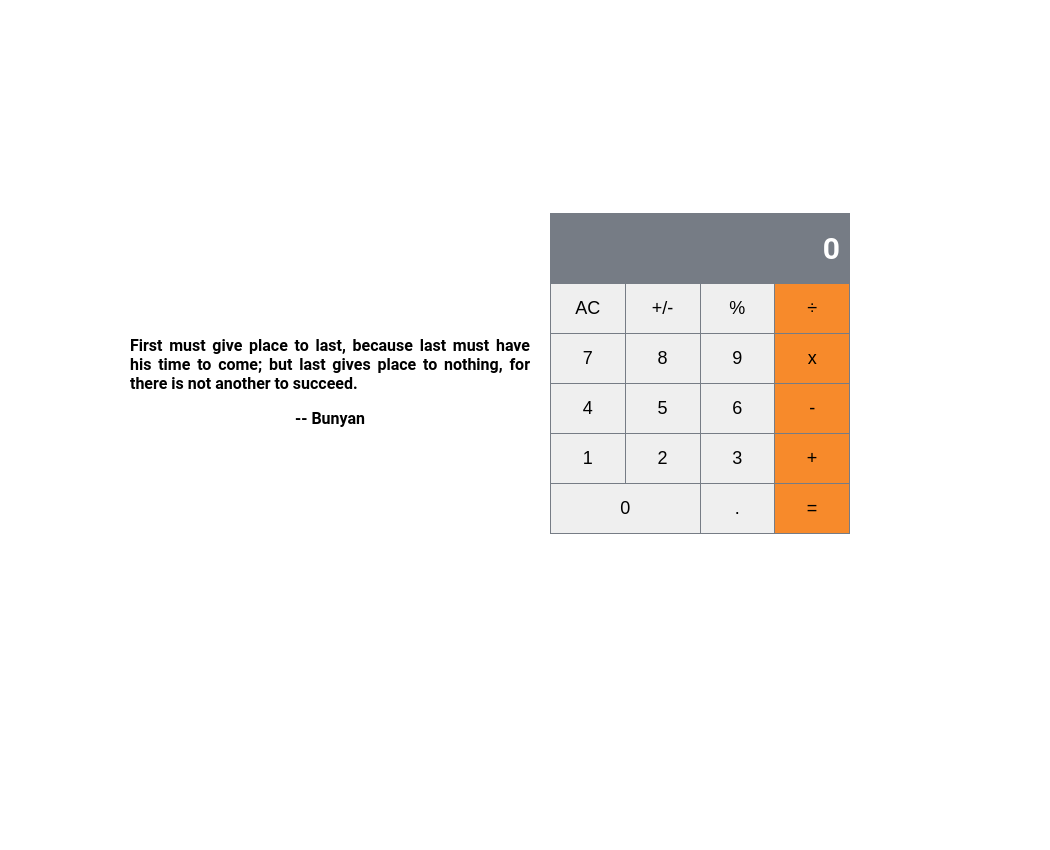 First must give place to last, because last must have
his time to come; but last gives place to nothing, for
there is not another to succeed.
-- Bunyan
0
AC +/- % ÷
7 8 9 x
4 5 6 -
1 2 3 +
0 . =